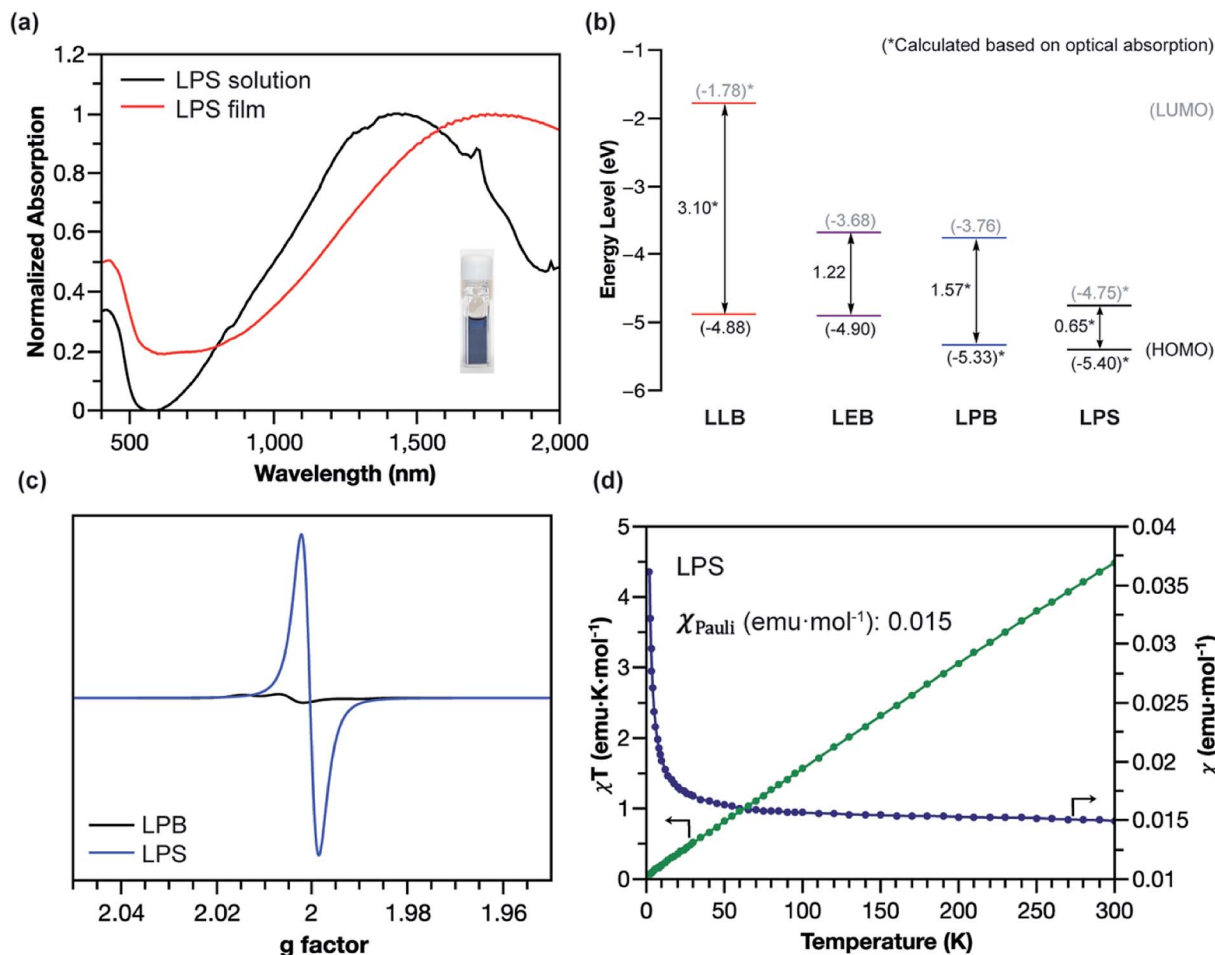 (a)
1.2
1
0.8
0.6
0.4
0.2
0
Normalized Absorption
LPS solution
LPS film
500
1,000
1,500
2,000
Wavelength (nm)
(b)
(*Calculated based on optical absorption)
−1
−2
−3
−4
−5
−6
Energy Level (eV)
(-1.78)*
(LUMO)
3.10*
(-3.68)
(-3.76)
1.22
1.57*
(-4.75)*
0.65*
(-4.88)
(-4.90)
(-5.33)*
(-5.40)*
(HOMO)
LLB
LEB
LPB
LPS
(c)
LPB
LPS
2.04
2.02
2
1.98
1.96
g factor
(d)
5
4
3
2
1
0
χT (emu·K·mol⁻¹)
LPS
χPauli (emu·mol⁻¹): 0.015
0.04
0.035
0.03
0.025
0.02
0.015
0.01
χ (emu·mol⁻¹)
0
50
100
150
200
250
300
Temperature (K)